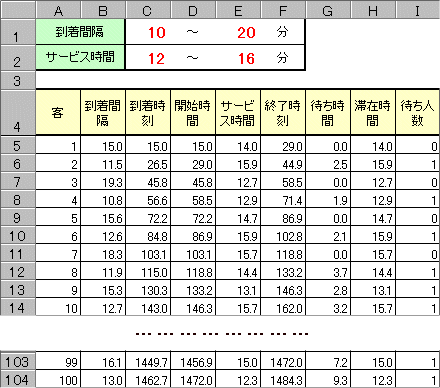 A B C D E F G H I
1 到着間隔 10 ～ 20 分
2 サービス時間 12 ～ 16 分
3
4 客 到着間隔 到着時刻 開始時間 サービス時間 終了時刻 待ち時間 滞在時間 待ち人数
5 1 15.0 15.0 15.0 14.0 29.0 0.0 14.0 0
6 2 11.5 26.5 29.0 15.9 44.9 2.5 15.9 1
7 3 19.3 45.8 45.8 12.7 58.5 0.0 12.7 0
8 4 10.8 56.6 58.5 12.9 71.4 1.9 12.9 1
9 5 15.6 72.2 72.2 14.7 86.9 0.0 14.7 0
10 6 12.6 84.8 86.9 15.9 102.8 2.1 15.9 1
11 7 18.3 103.1 103.1 15.7 118.8 0.0 15.7 0
12 8 11.9 115.0 118.8 14.4 133.2 3.7 14.4 1
13 9 15.3 130.3 133.2 13.1 146.3 2.8 13.1 1
14 10 12.7 143.0 146.3 15.7 162.0 3.2 15.7 1
… … … … … … … …
103 99 16.1 1449.7 1456.9 15.0 1472.0 7.2 15.0 1
104 100 13.0 1462.7 1472.0 12.3 1484.3 9.3 12.3 1